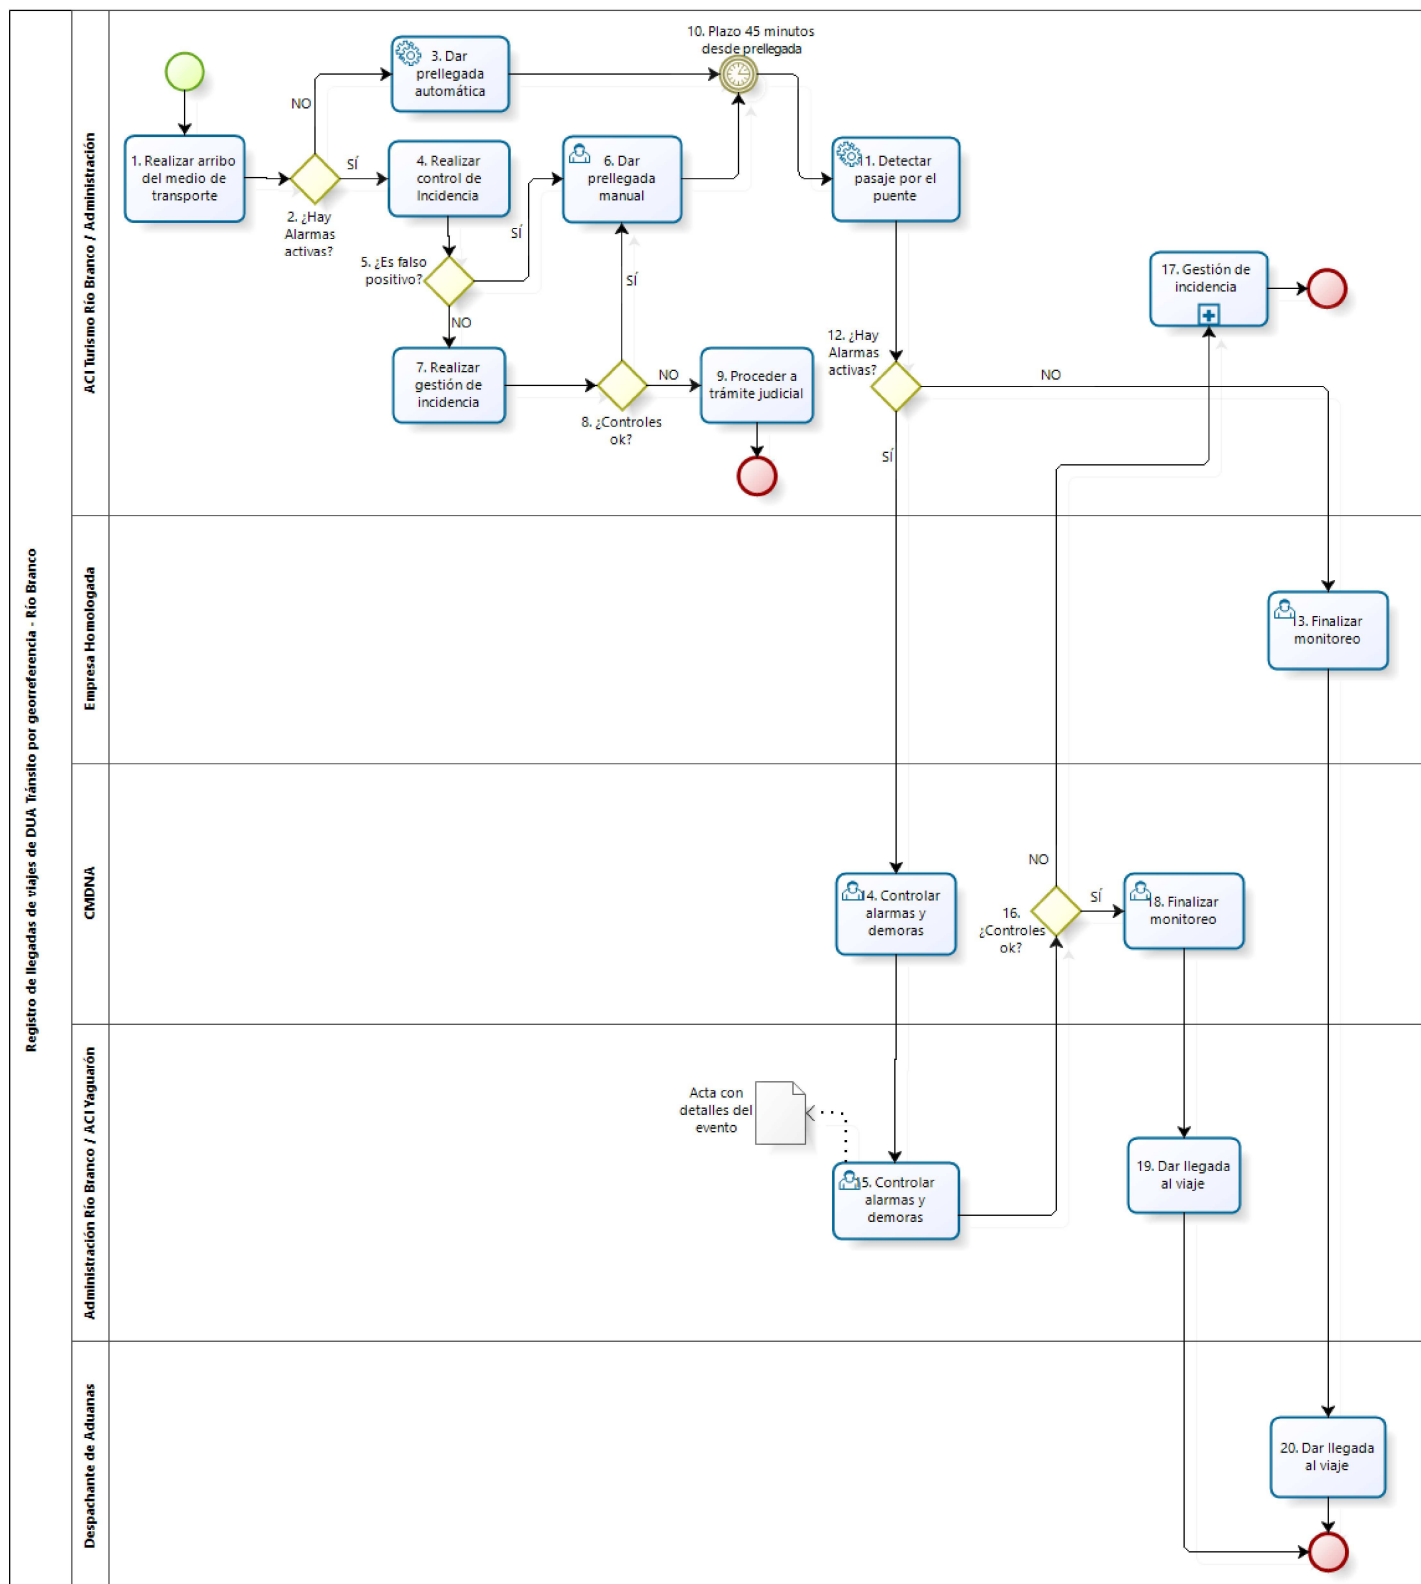 Registro de llegadas de viajes de DUA Tránsito por georreferencia - Río Branco
ACI Turismo Río Branco / Administración
10. Plazo 45 minutos
desde prellegada
3. Dar
prellegada
automática
NO
1. Realizar arribo
del medio de
transporte
SÍ
2. ¿Hay
Alarmas
activas?
4. Realizar
control de
Incidencia
6. Dar
prellegada
manual
1. Detectar
pasaje por el
puente
SÍ
5. ¿Es falso
positivo?
SÍ
NO
17. Gestión de
incidencia
7. Realizar
gestión de
incidencia
NO
8. ¿Controles
ok?
9. Proceder a
trámite judicial
12. ¿Hay
Alarmas
activas?
NO
SÍ
Empresa Homologada
13. Finalizar
monitoreo
CMDNA
14. Controlar
alarmas y
demoras
NO
16.
¿Controles
ok?
SÍ
18. Finalizar
monitoreo
Administración Río Branco / ACI Yaguarón
Acta con
detalles del
evento
15. Controlar
alarmas y
demoras
19. Dar llegada
al viaje
Despachante de Aduanas
20. Dar llegada
al viaje